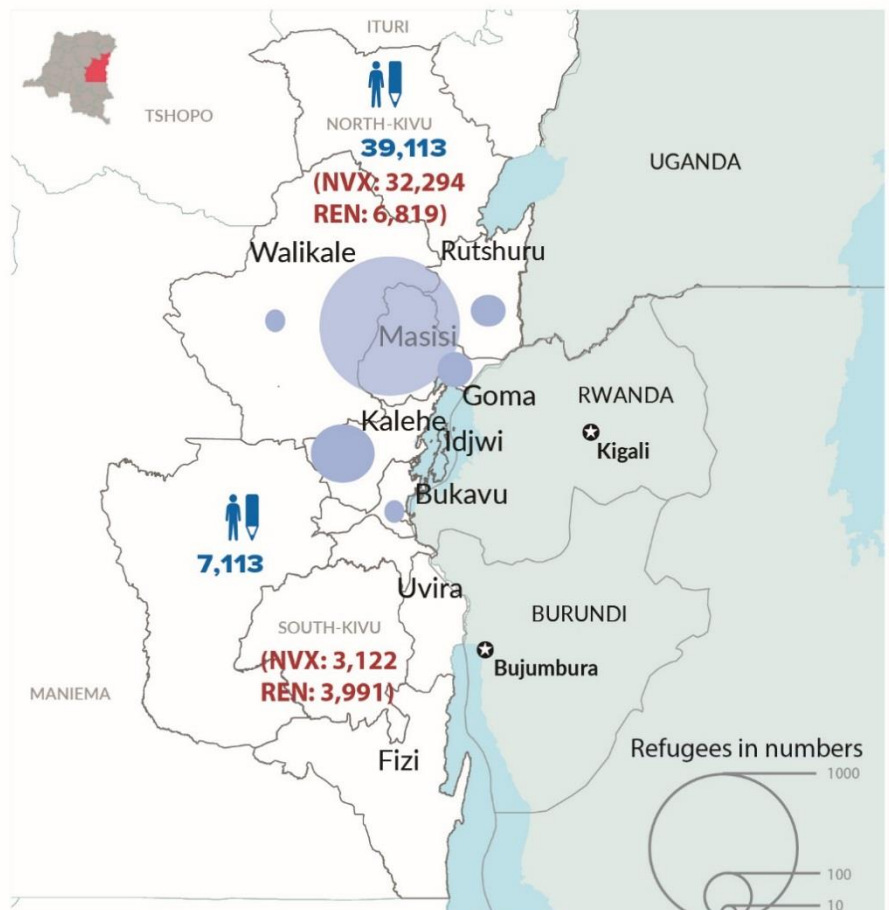 ITURI
TSHOPO
NORTH-KIVU
39,113
(NVX: 32,294
REN: 6,819)
UGANDA
Walikale
Rutshuru
Masisi
Goma
RWANDA
Kalehe
Idjwi
Kigali
Bukavu
7,113
Uvira
BURUNDI
SOUTH-KIVU
(NVX: 3,122
REN: 3,991)
Bujumbura
MANIEMA
Fizi
Refugees in numbers
1000
100
10